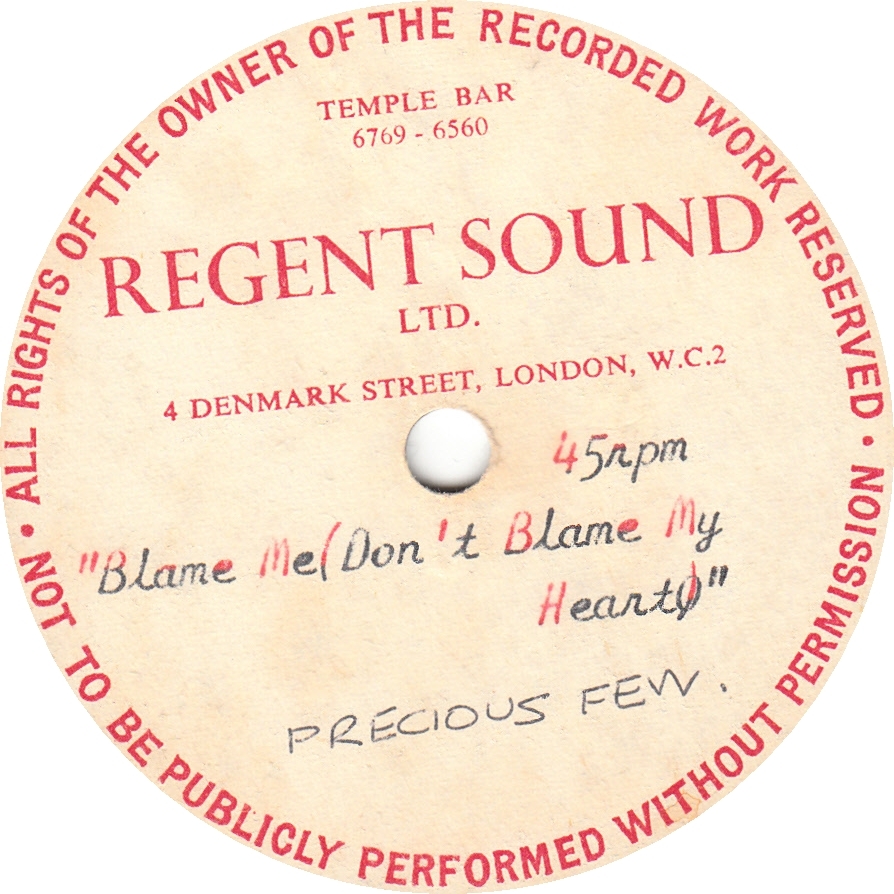 ALL RIGHTS OF THE OWNER OF THE RECORDED WORK RESERVED • NOT TO BE PUBLICLY PERFORMED WITHOUT PERMISSION •
TEMPLE BAR
6769 - 6560
REGENT SOUND
LTD.
4 DENMARK STREET, LONDON, W.C.2
45rpm
"Blame Me (Don't Blame My
Heart)"
PRECIOUS FEW.